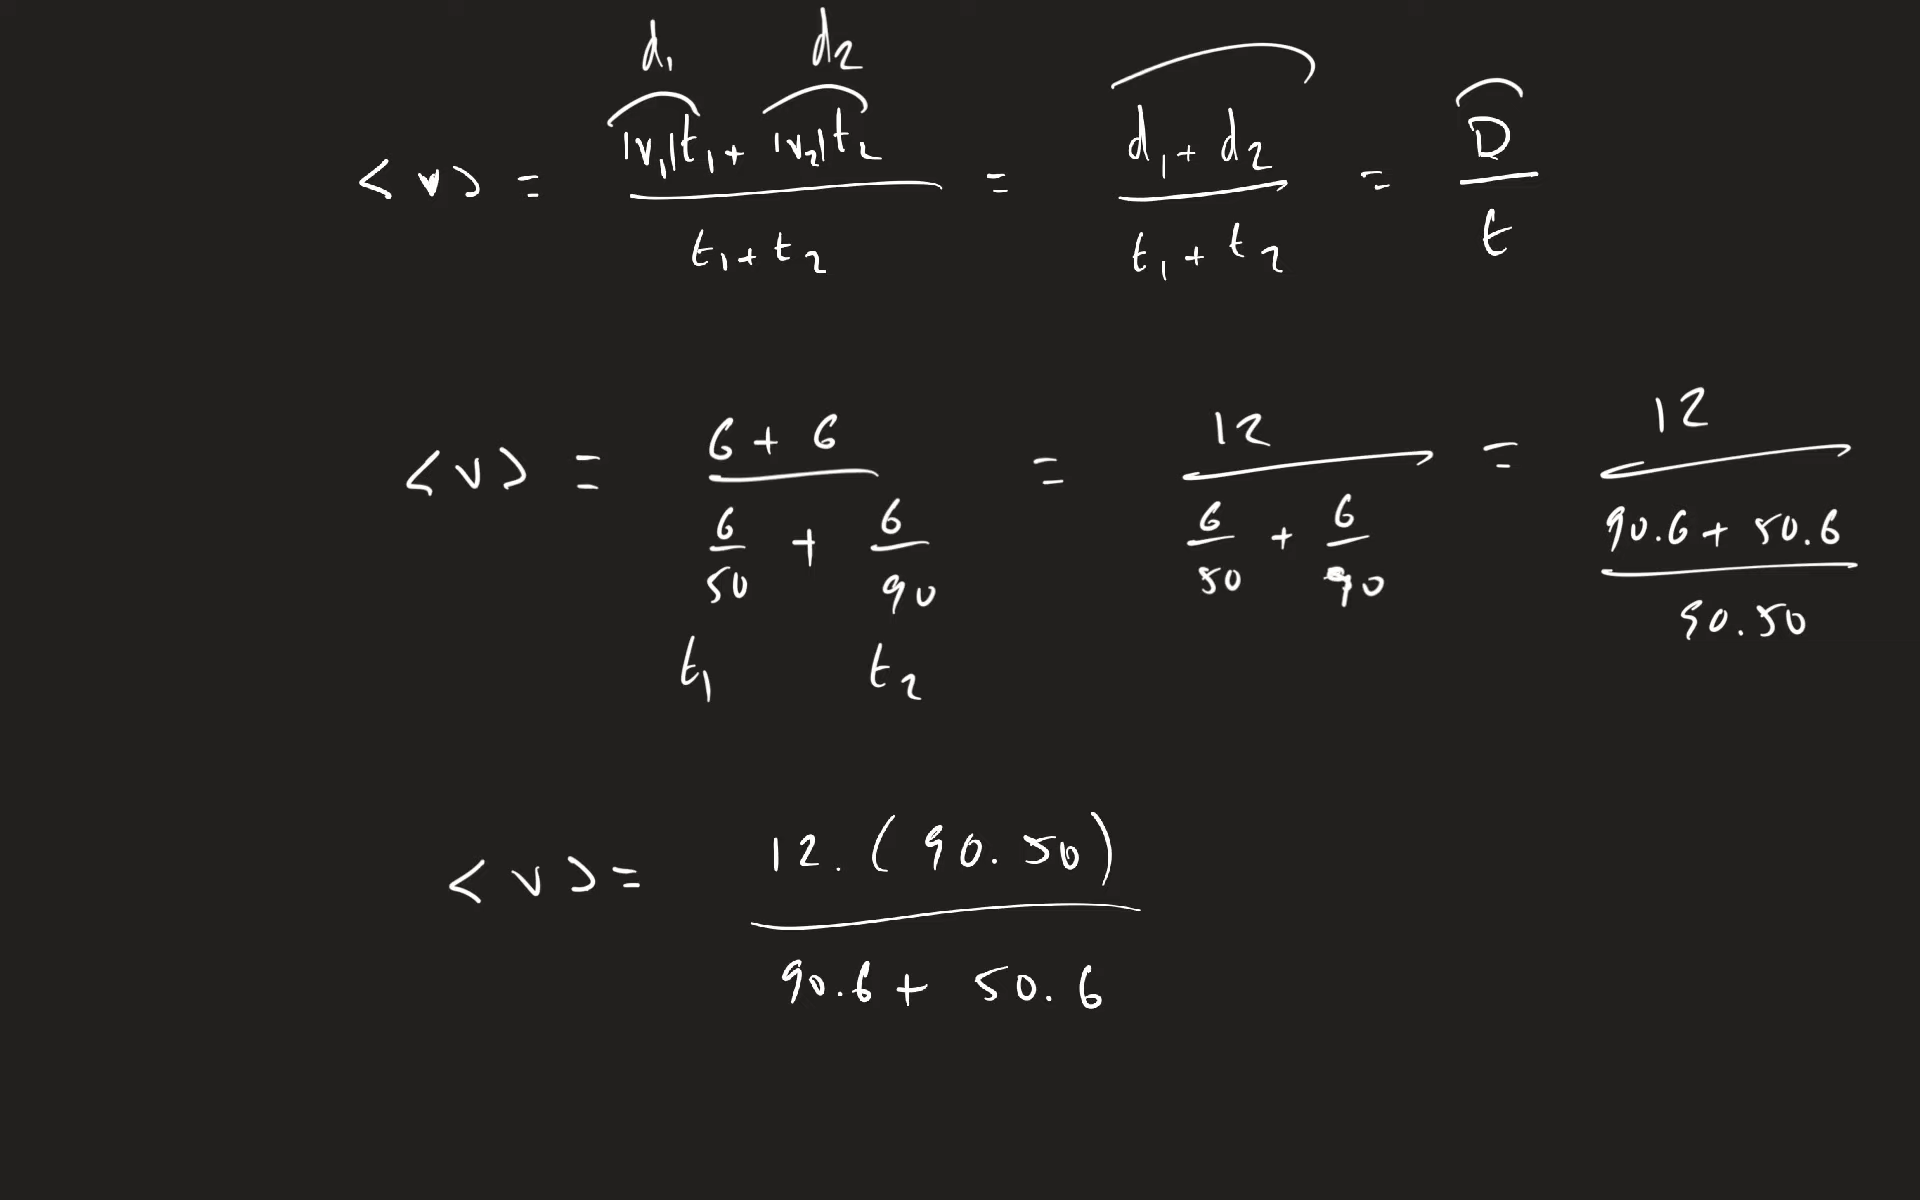 d₁ d₂
<v> = |v₁|t₁ + |v₂|t₂ / t₁ + t₂ = d₁ + d₂ / t₁ + t₂ = D / t
<v> = 6 + 6 / (6/50 + 6/90) = 12 / (6/50 + 6/90) = 12 / (90.6 + 50.6 / 90.50)
t₁ t₂
<v> = 12.(90.50) / 90.6 + 50.6